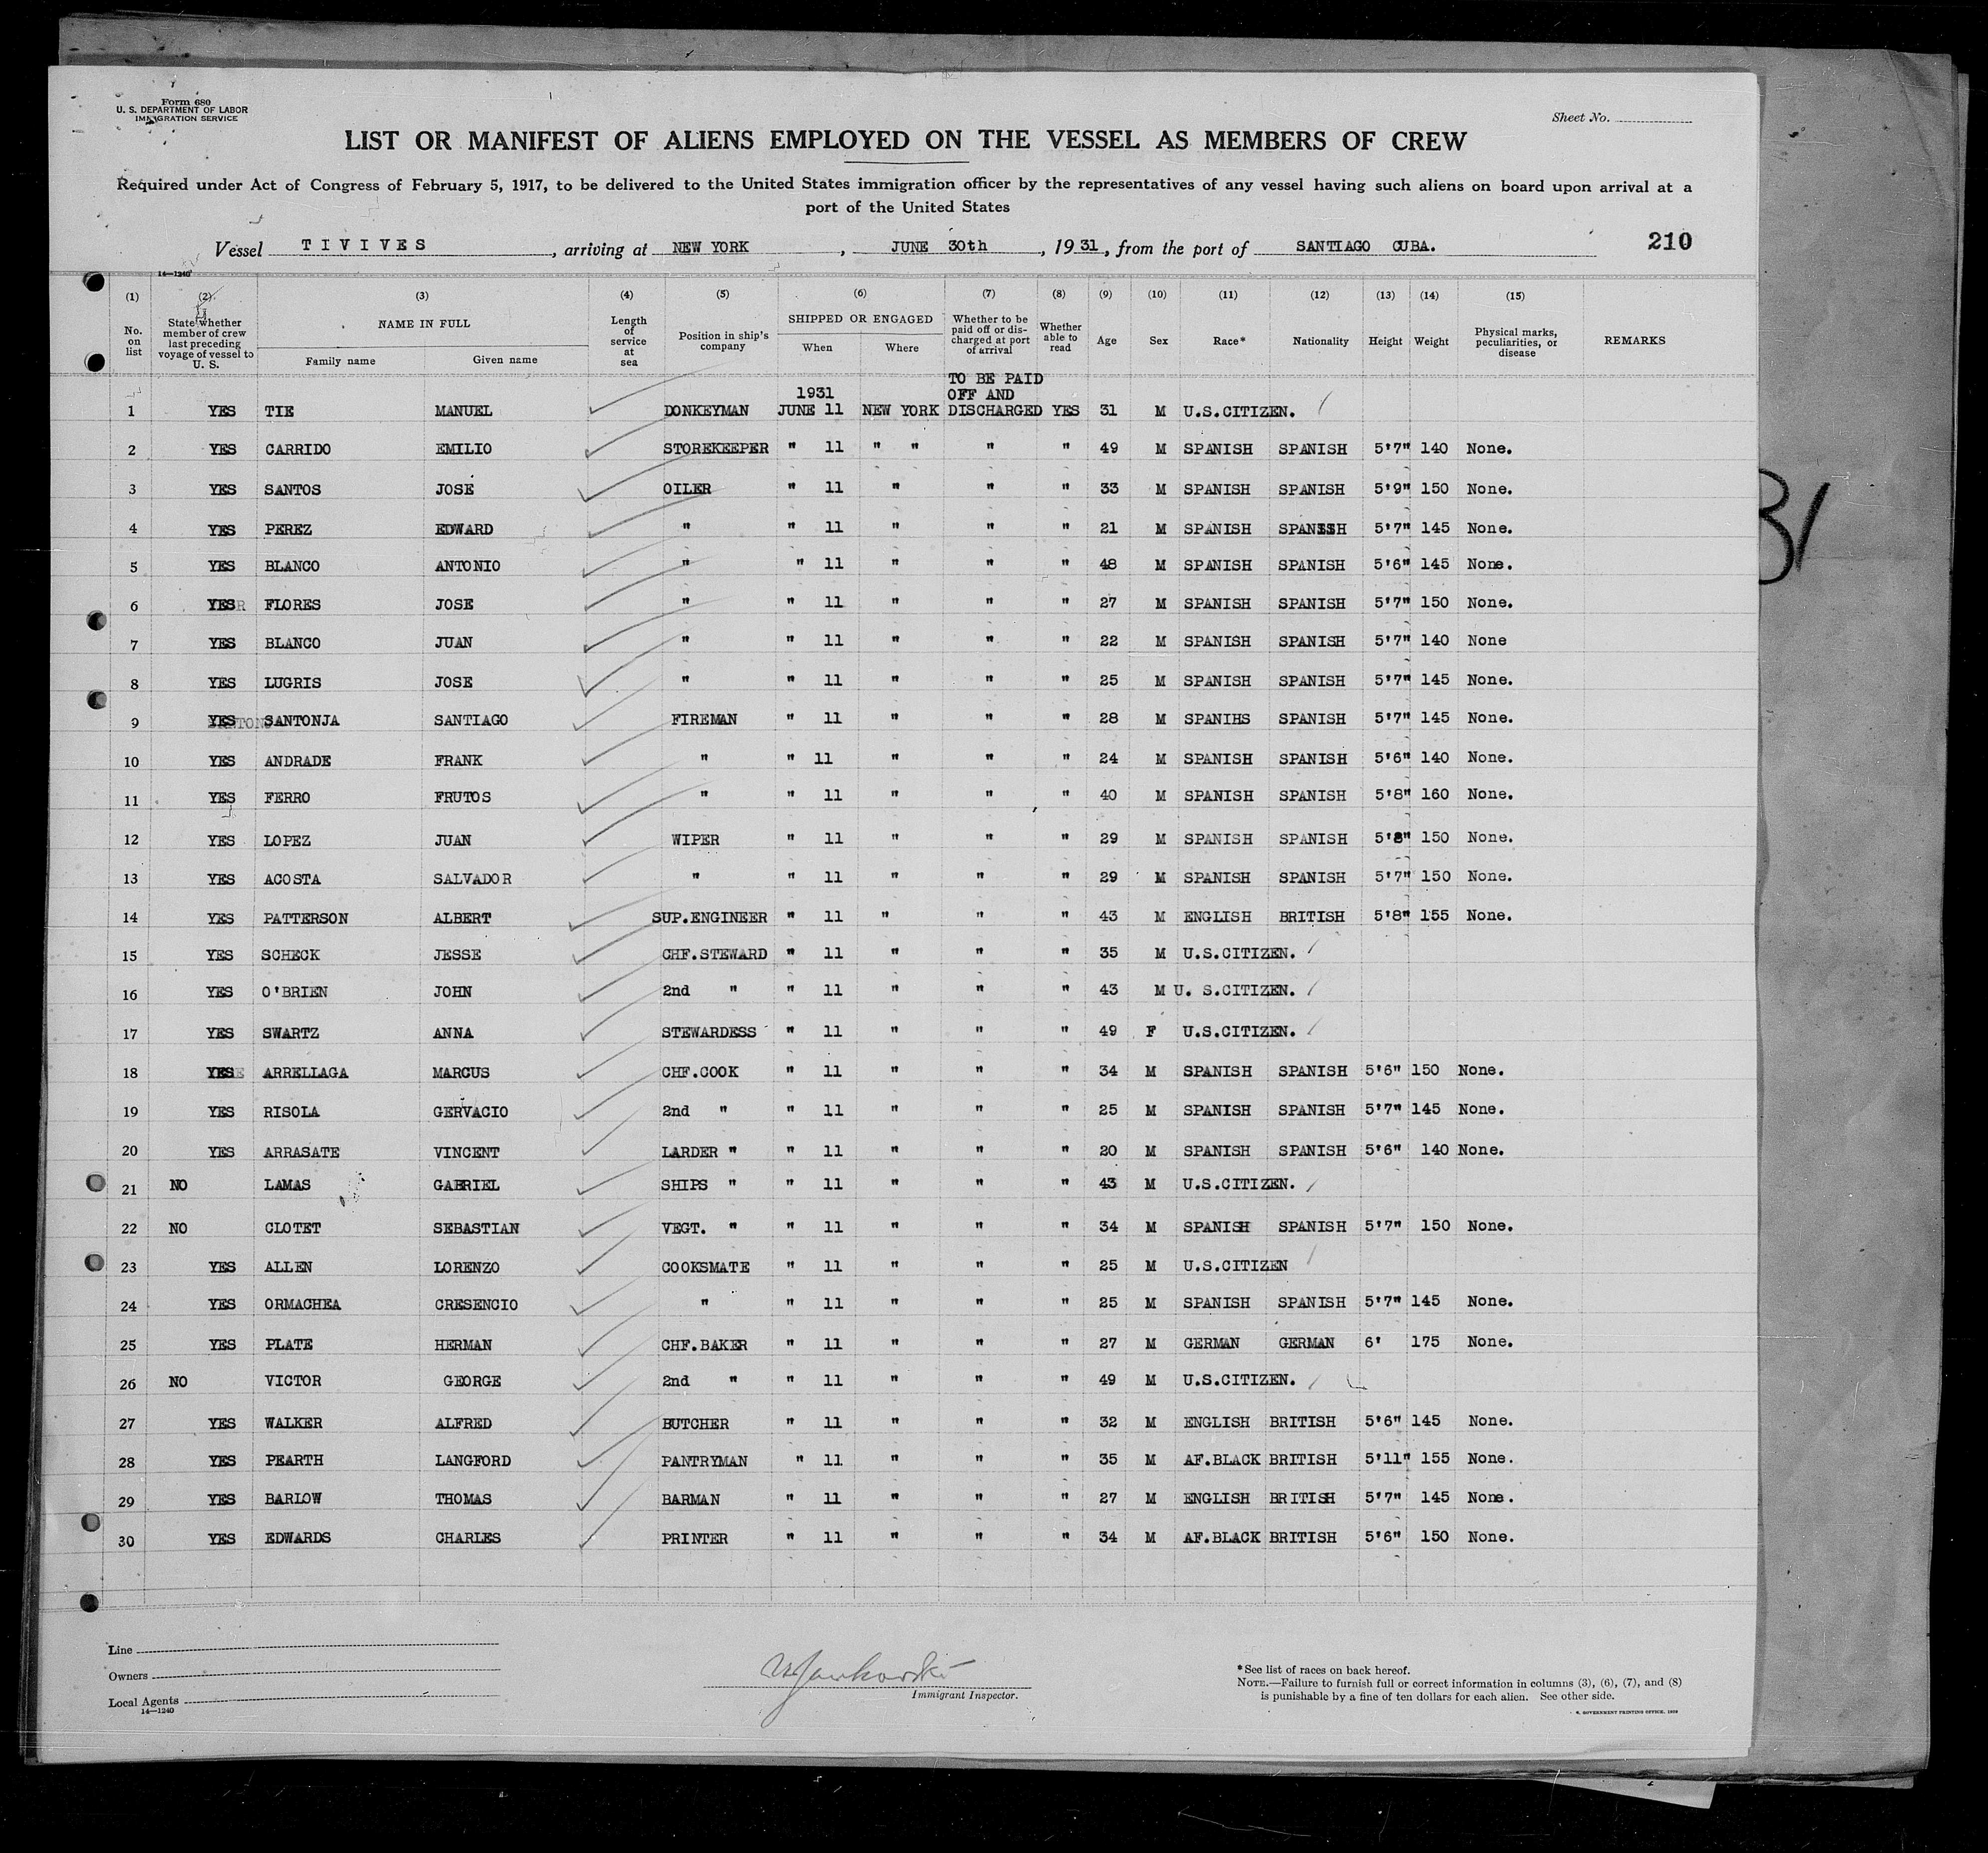 Form 680
U. S. DEPARTMENT OF LABOR
IMMIGRATION SERVICE
Sheet No.
LIST OR MANIFEST OF ALIENS EMPLOYED ON THE VESSEL AS MEMBERS OF CREW
Required under Act of Congress of February 5, 1917, to be delivered to the United States immigration officer by the representatives of any vessel having such aliens on board upon arrival at a
port of the United States
Vessel TIVIVES, arriving at NEW YORK, JUNE 30th, 1931, from the port of SANTIAGO CUBA. 210
14—1240
(1) (2) (3) (4) (5) (6) (7) (8) (9) (10) (11) (12) (13) (14) (15)
No. on list State whether member of crew last preceding voyage of vessel to U. S. NAME IN FULL Family name Given name Length of service at sea Position in ship's company SHIPPED OR ENGAGED When Where Whether to be paid off or discharged at port of arrival Whether able to read Age Sex Race* Nationality Height Weight Physical marks, peculiarities, or disease REMARKS
1931 TO BE PAID OFF AND
1 YES TIE MANUEL DONKEYMAN JUNE 11 NEW YORK DISCHARGED YES 31 M U.S.CITIZEN.
2 YES CARRIDO EMILIO STOREKEEPER " 11 " " " " 49 M SPANISH SPANISH 5'7" 140 None.
3 YES SANTOS JOSE OILER " 11 " " " 33 M SPANISH SPANISH 5'9" 150 None.
4 YES PEREZ EDWARD " " 11 " " " 21 M SPANISH SPANISH 5'7" 145 None.
5 YES BLANCO ANTONIO " " 11 " " " 48 M SPANISH SPANISH 5'6" 145 None.
6 YES FLORES JOSE " " 11 " " " 27 M SPANISH SPANISH 5'7" 150 None.
7 YES BLANCO JUAN " " 11 " " " 22 M SPANISH SPANISH 5'7" 140 None
8 YES LUGRIS JOSE " " 11 " " " 25 M SPANISH SPANISH 5'7" 145 None.
9 YES SANTONJA SANTIAGO FIREMAN " 11 " " " 28 M SPANIHS SPANISH 5'7" 145 None.
10 YES ANDRADE FRANK " " 11 " " " 24 M SPANISH SPANISH 5'6" 140 None.
11 YES FERRO FRUTOS " " 11 " " " 40 M SPANISH SPANISH 5'8" 160 None.
12 YES LOPEZ JUAN WIPER " 11 " " " 29 M SPANISH SPANISH 5'8" 150 None.
13 YES ACOSTA SALVADOR " " 11 " " " 29 M SPANISH SPANISH 5'7" 150 None.
14 YES PATTERSON ALBERT SUP.ENGINEER " 11 " " " 43 M ENGLISH BRITISH 5'8" 155 None.
15 YES SCHECK JESSE CHF.STEWARD " 11 " " " 35 M U.S.CITIZEN.
16 YES O'BRIEN JOHN 2nd " " 11 " " " 43 M U. S.CITIZEN.
17 YES SWARTZ ANNA STEWARDESS " 11 " " " 49 F U.S.CITIZEN.
18 YES ARRELLAGA MARCUS CHF.COOK " 11 " " " 34 M SPANISH SPANISH 5'6" 150 None.
19 YES RISOLA GERVACIO 2nd " " 11 " " " 25 M SPANISH SPANISH 5'7" 145 None.
20 YES ARRASATE VINCENT LARDER " " 11 " " " 20 M SPANISH SPANISH 5'6" 140 None.
21 NO LAMAS GABRIEL SHIPS " " 11 " " " 43 M U.S.CITIZEN.
22 NO CLOTET SEBASTIAN VEGT. " " 11 " " " 34 M SPANISH SPANISH 5'7" 150 None.
23 YES ALLEN LORENZO COOKSMATE " 11 " " " 25 M U.S.CITIZEN
24 YES ORMACHEA CRESENCIO " " 11 " " " 25 M SPANISH SPANISH 5'7" 145 None.
25 YES PLATE HERMAN CHF.BAKER " 11 " " " 27 M GERMAN GERMAN 6' 175 None.
26 NO VICTOR GEORGE 2nd " " 11 " " " 49 M U.S.CITIZEN.
27 YES WALKER ALFRED BUTCHER " 11 " " " 32 M ENGLISH BRITISH 5'6" 145 None.
28 YES PEARTH LANGFORD PANTRYMAN " 11 " " " 35 M AF.BLACK BRITISH 5'11" 155 None.
29 YES BARLOW THOMAS BARMAN " 11 " " " 27 M ENGLISH BRITISH 5'7" 145 None.
30 YES EDWARDS CHARLES PRINTER " 11 " " " 34 M AF.BLACK BRITISH 5'6" 150 None.
Line
Owners
Local Agents
14—1240
Immigrant Inspector.
*See list of races on back hereof.
NOTE.—Failure to furnish full or correct information in columns (3), (6), (7), and (8)
is punishable by a fine of ten dollars for each alien. See other side.
GOVERNMENT PRINTING OFFICE
31